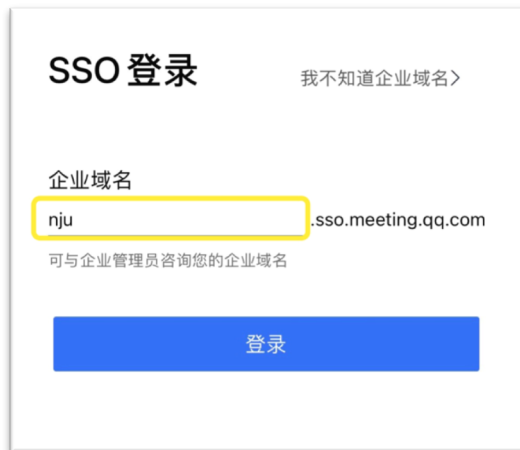 SSO 登录
我不知道企业域名>
企业域名
nju .sso.meeting.qq.com
可与企业管理员咨询您的企业域名
登录